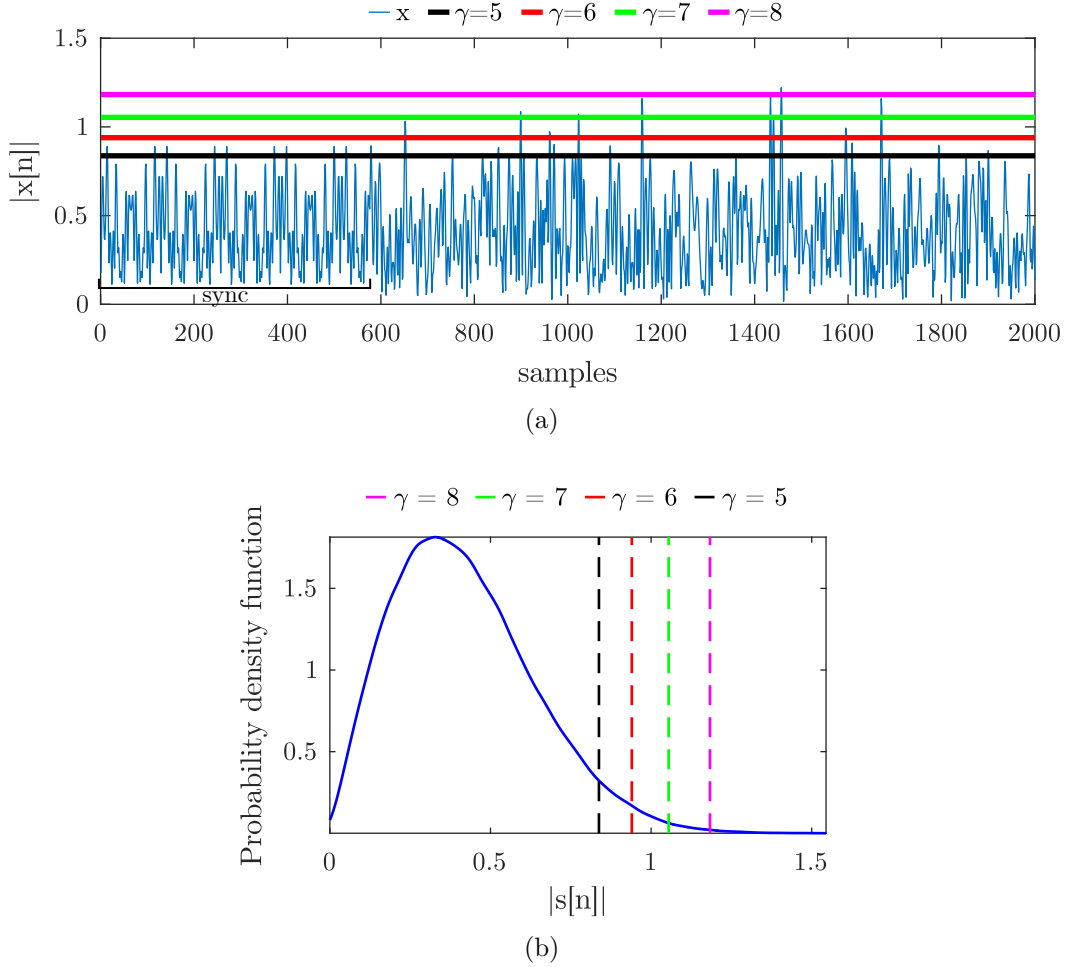 x γ=5 γ=6 γ=7 γ=8
1.5
1
0.5
0
|x[n]|
sync
0 200 400 600 800 1000 1200 1400 1600 1800 2000
samples
(a)
γ = 8 γ = 7 γ = 6 γ = 5
Probability density function
1.5
1
0.5
0 0.5 1 1.5
|s[n]|
(b)